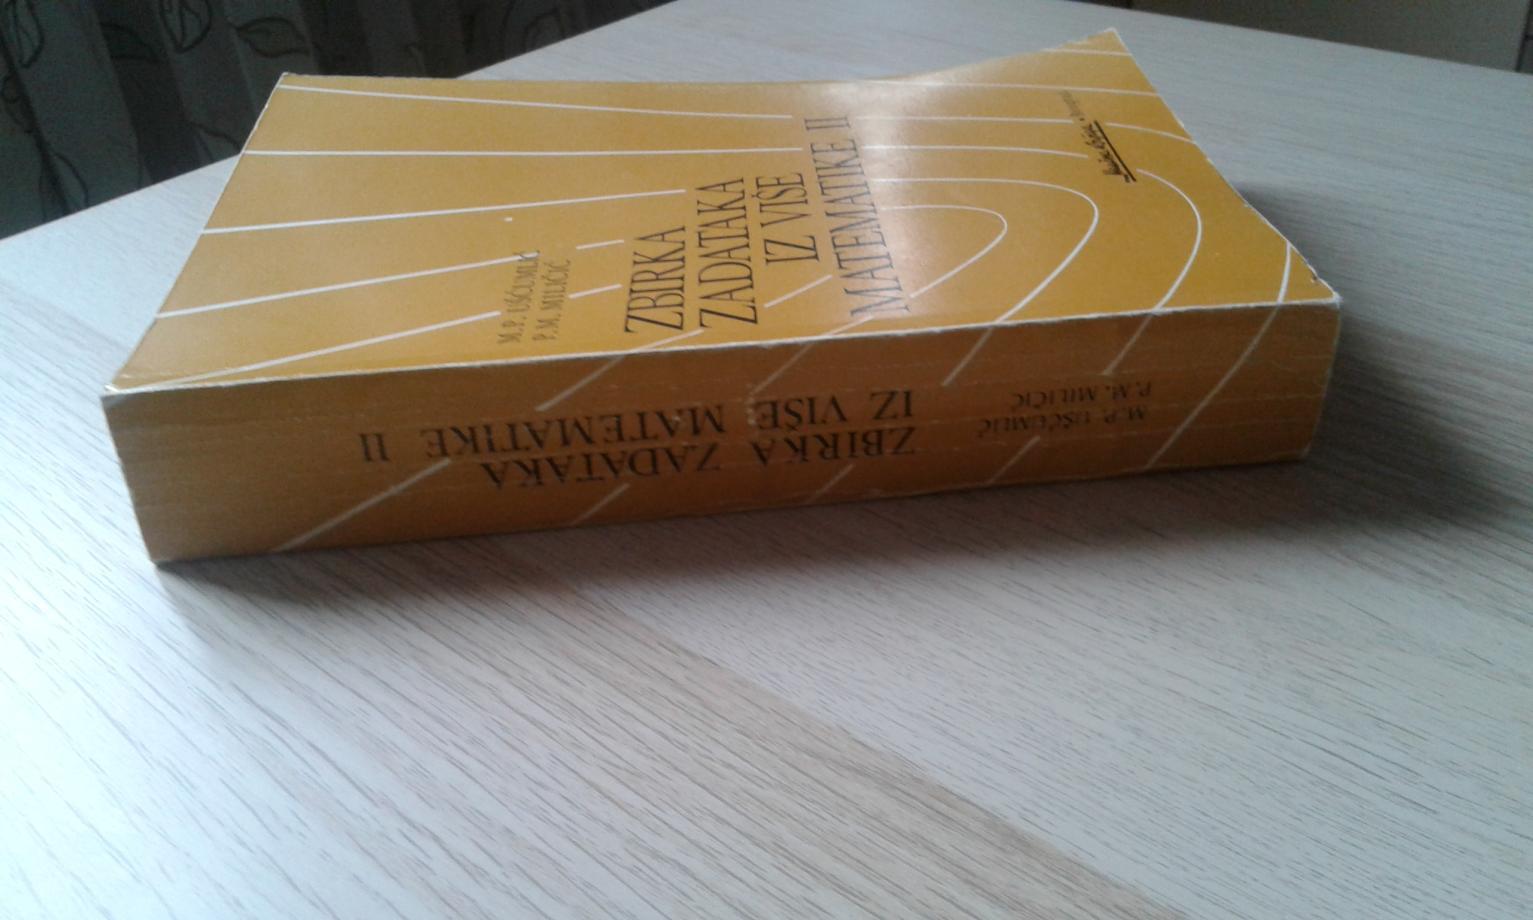 M.P. UŠĆUMLIĆ
P.M. MILIČIĆ
ZBIRKA
ZADATAKA
IZ VIŠE
MATEMATIKE II
M.P. UŠĆUMLIĆ
P.M. MILIČIĆ
ZBIRKA ZADATAKA
IZ VIŠE MATEMATIKE II